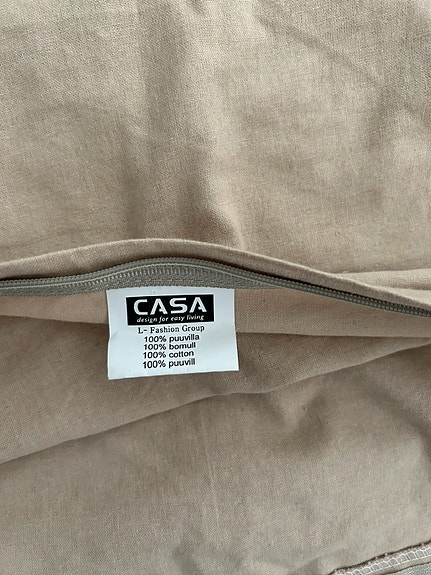 CASA
design for easy living
L- Fashion Group
100% puuvilla
100% bomull
100% cotton
100% puuvill